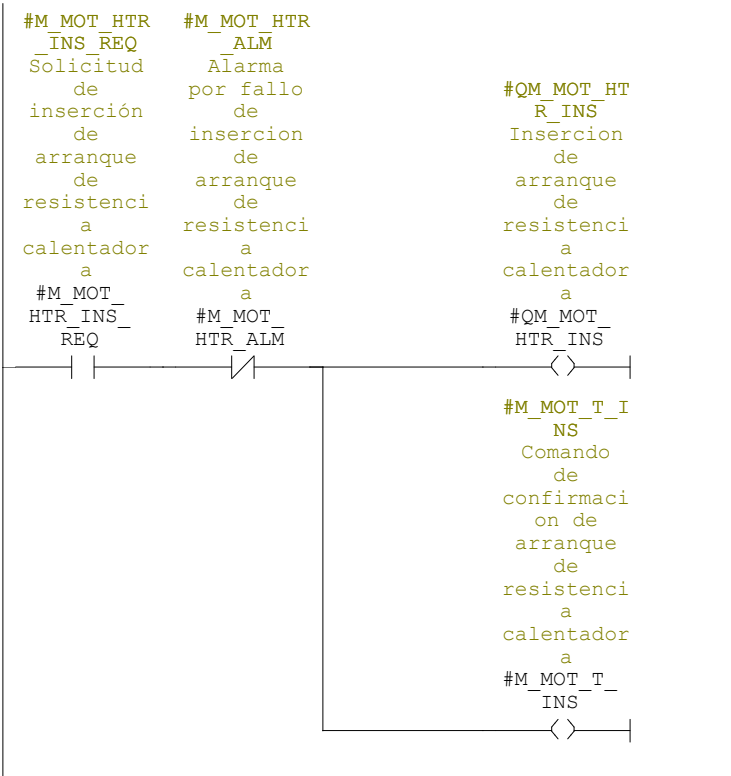 #M_MOT_HTR
_INS_REQ
Solicitud
de
inserción
de
arranque
de
resistenci
a
calentador
a
#M_MOT_
HTR_INS_
REQ
#M_MOT_HTR
_ALM
Alarma
por fallo
de
insercion
de
arranque
de
resistenci
a
calentador
a
#M_MOT_
HTR_ALM
#QM_MOT_HT
R_INS
Insercion
de
arranque
de
resistenci
a
calentador
a
#QM_MOT_
HTR_INS
#M_MOT_T_I
NS
Comando
de
confirmaci
on de
arranque
de
resistenci
a
calentador
a
#M_MOT_T_
INS